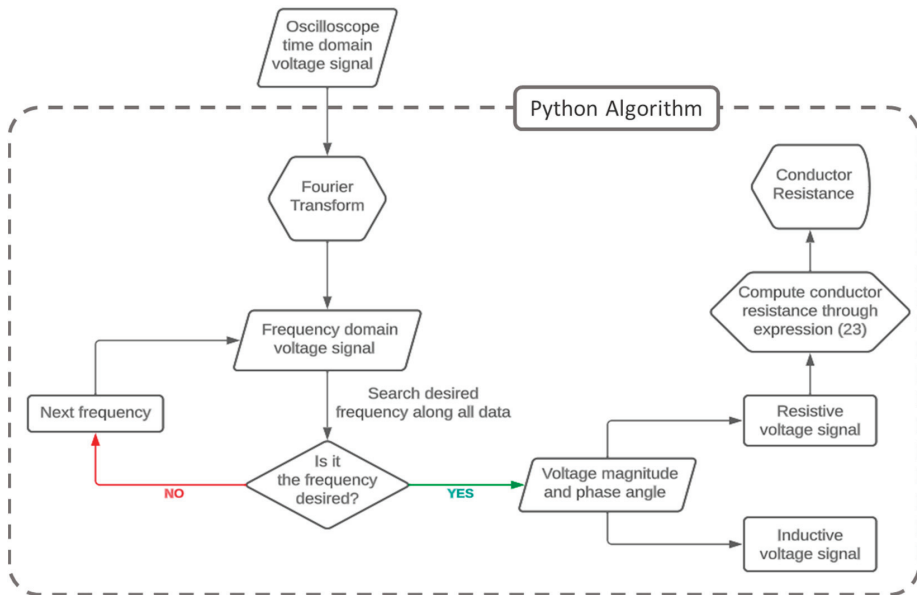 Oscilloscope
time domain
voltage signal
Python Algorithm
Fourier
Transform
Conductor
Resistance
Frequency domain
voltage signal
Compute conductor
resistance through
expression (23)
Search desired
frequency along all data
Next frequency
Resistive
voltage signal
Is it
the frequency
desired?
NO
YES
Voltage magnitude
and phase angle
Inductive
voltage signal